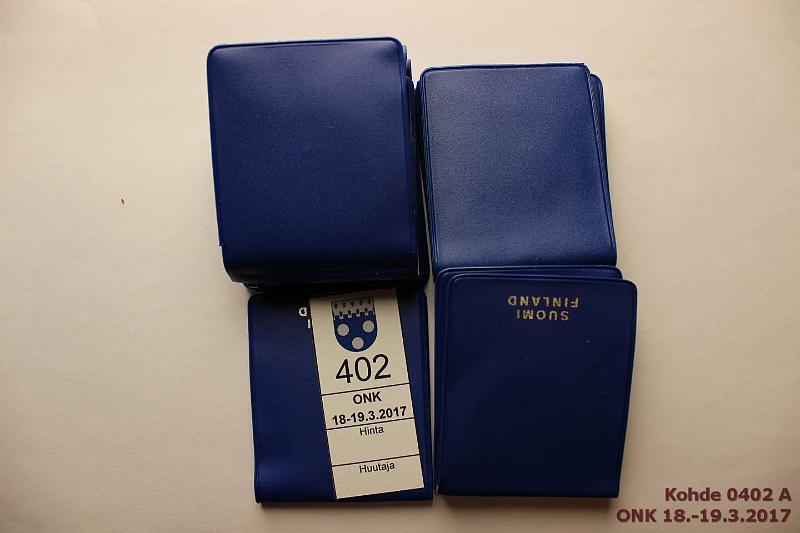 SUOMI
FINLAND
402
ONK
18-19.3.2017
Hinta
Huutaja
Kohde 0402 A
ONK 18.-19.3.2017